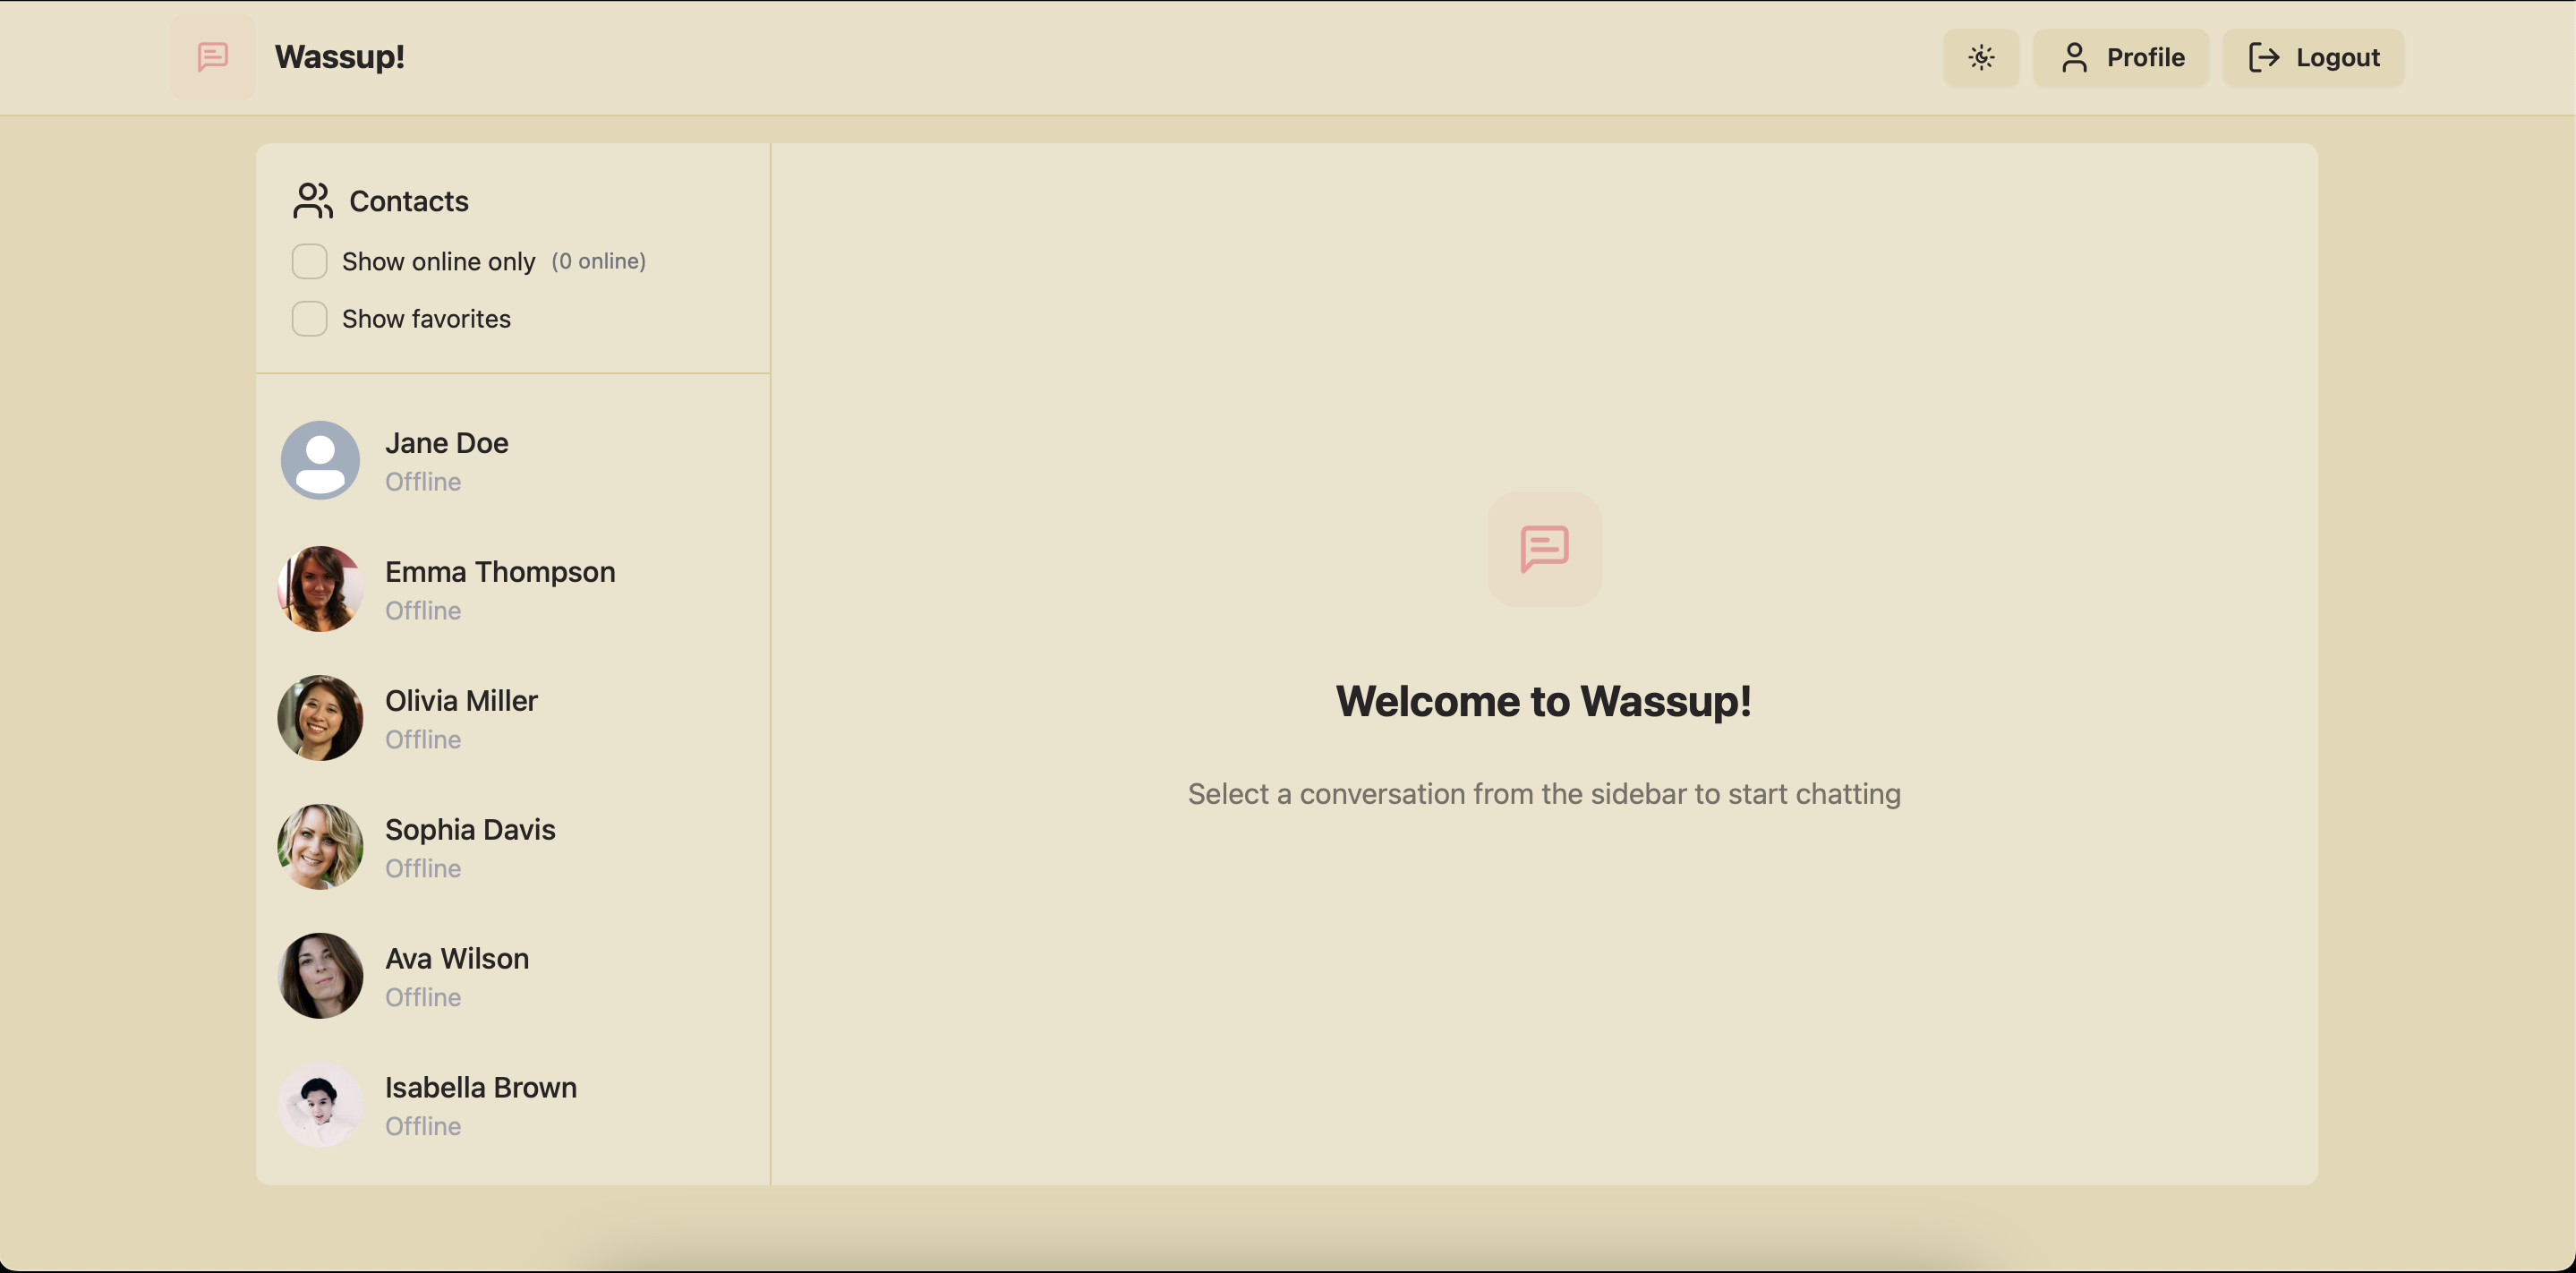 Wassup!
Profile
Logout
Contacts
Show online only (0 online)
Show favorites
Jane Doe
Offline
Emma Thompson
Offline
Olivia Miller
Offline
Sophia Davis
Offline
Ava Wilson
Offline
Isabella Brown
Offline
Welcome to Wassup!
Select a conversation from the sidebar to start chatting